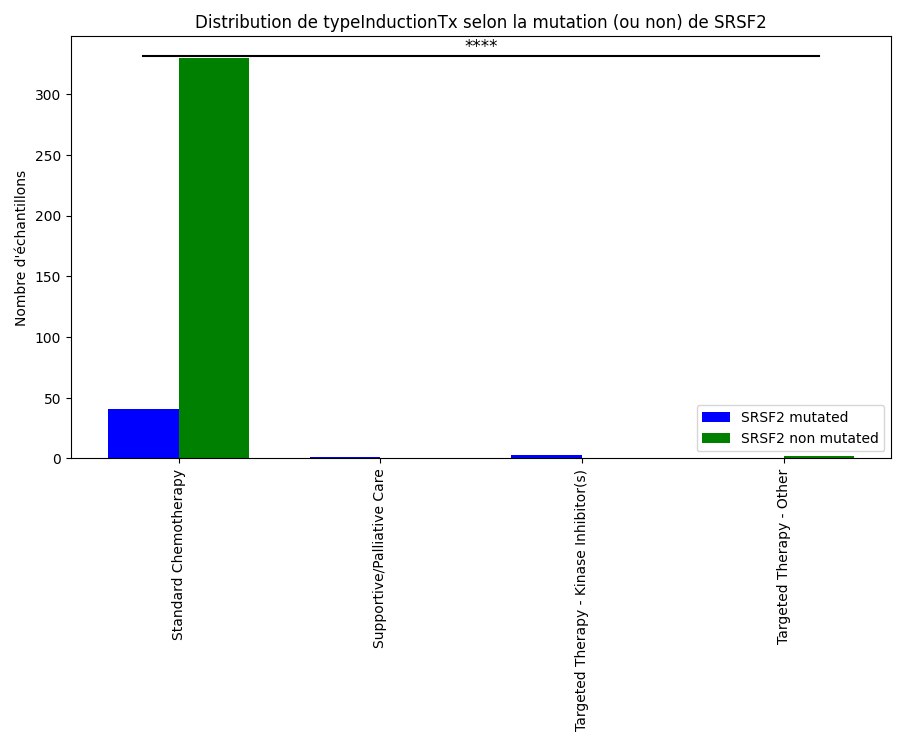 Distribution de typeInductionTx selon la mutation (ou non) de SRSF2
****
Nombre d'échantillons
300
250
200
150
100
50
0
SRSF2 mutated
SRSF2 non mutated
Standard Chemotherapy
Supportive/Palliative Care
Targeted Therapy - Kinase Inhibitor(s)
Targeted Therapy - Other